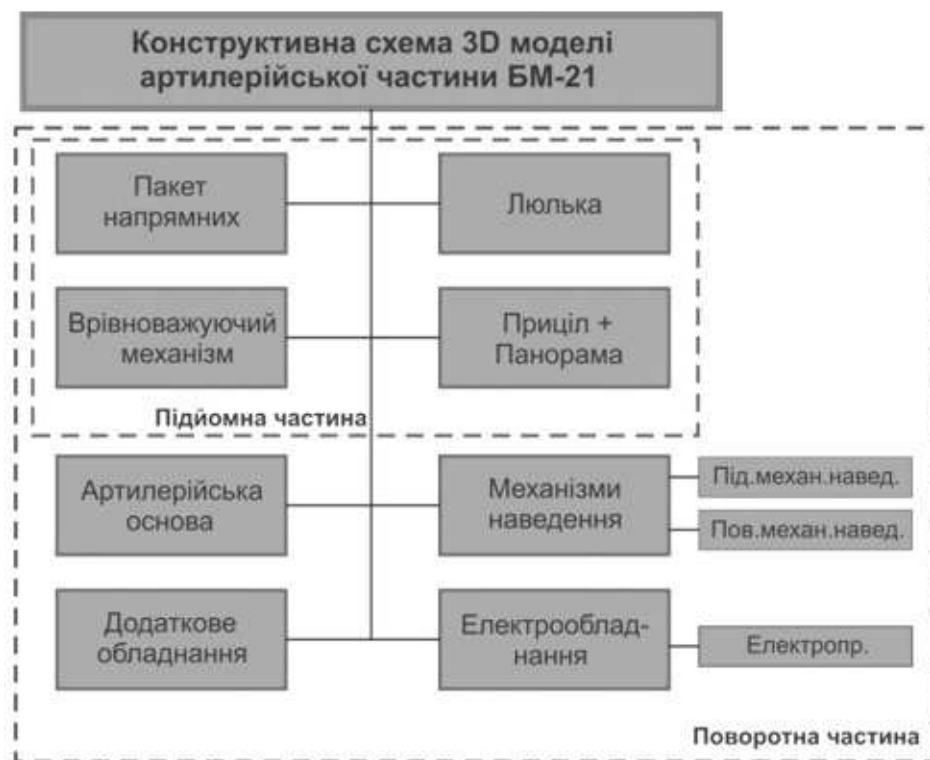 Конструктивна схема 3D моделі
артилерійської частини БМ-21
Пакет
напрямних
Люлька
Врівноважуючий
механізм
Приціл +
Панорама
Підйомна частина
Артилерійська
основа
Механізми
наведення
Під.механ.навед.
Пов.механ.навед.
Додаткове
обладнання
Електрооблад-
нання
Електропр.
Поворотна частина